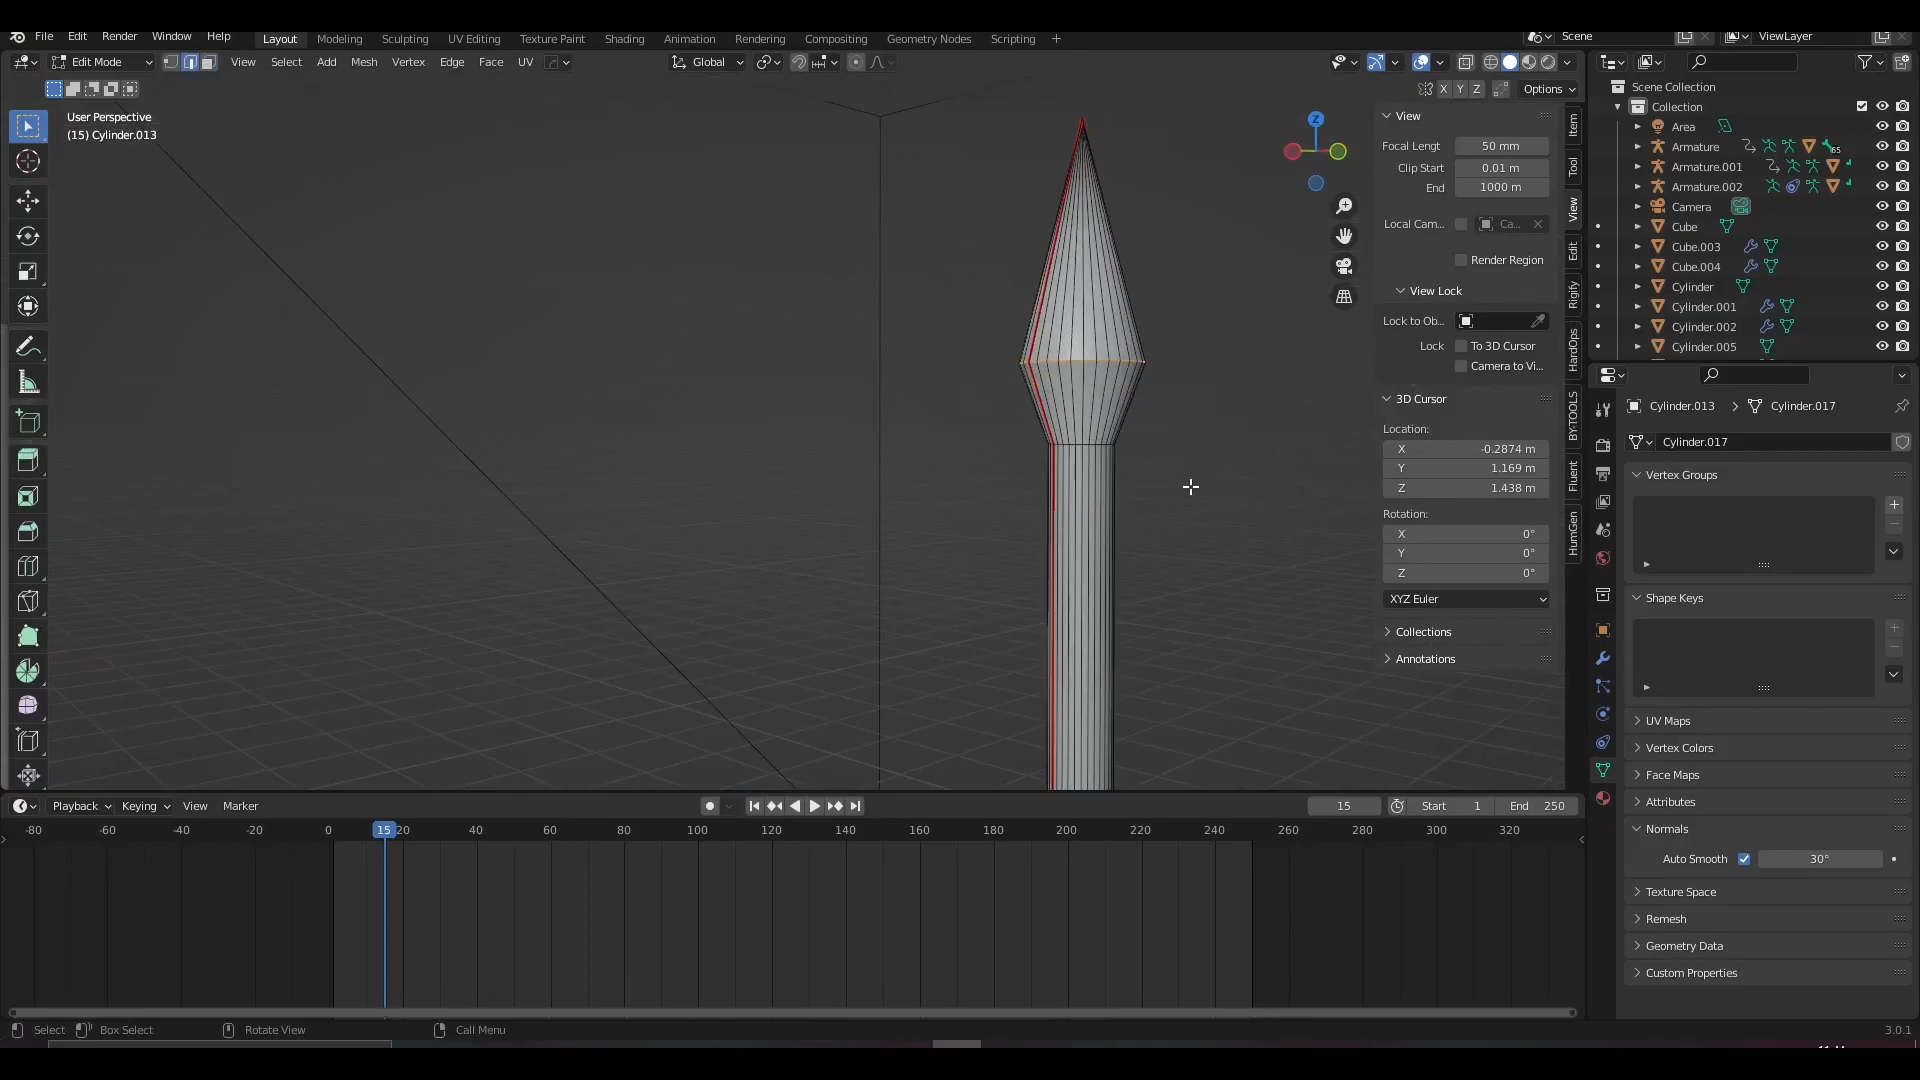 File Edit Render Window Help Layout Modeling Sculpting UV Editing Texture Paint Shading Animation Rendering Compositing Geometry Nodes Scripting + Scene ViewLayer
Edit Mode View Select Add Mesh Vertex Edge Face UV Global
X Y Z Options
User Perspective
(15) Cylinder.013
Z
View
Focal Lengt 50 mm
Clip Start 0.01 m
End 1000 m
Local Cam... Ca...
Render Region
View Lock
Lock to Ob...
Lock To 3D Cursor
Camera to Vi...
3D Cursor
Location:
X -0.2874 m
Y 1.169 m
Z 1.438 m
Rotation:
X 0°
Y 0°
Z 0°
XYZ Euler
Collections
Annotations
Item
Tool
View
Edit
Rigify
HardOps
BY-TOOLS
Fluent
HumGen
Scene Collection
Collection
Area
Armature 65
Armature.001
Armature.002
Camera
Cube
Cube.003
Cube.004
Cylinder
Cylinder.001
Cylinder.002
Cylinder.005
Cylinder.013 Cylinder.017
Cylinder.017
Vertex Groups
Shape Keys
UV Maps
Vertex Colors
Face Maps
Attributes
Normals
Auto Smooth 30°
Texture Space
Remesh
Geometry Data
Custom Properties
Playback Keying View Marker 15 Start 1 End 250
-80 -60 -40 -20 0 15 20 40 60 80 100 120 140 160 180 200 220 240 260 280 300 320
Select Box Select Rotate View Call Menu 3.0.1